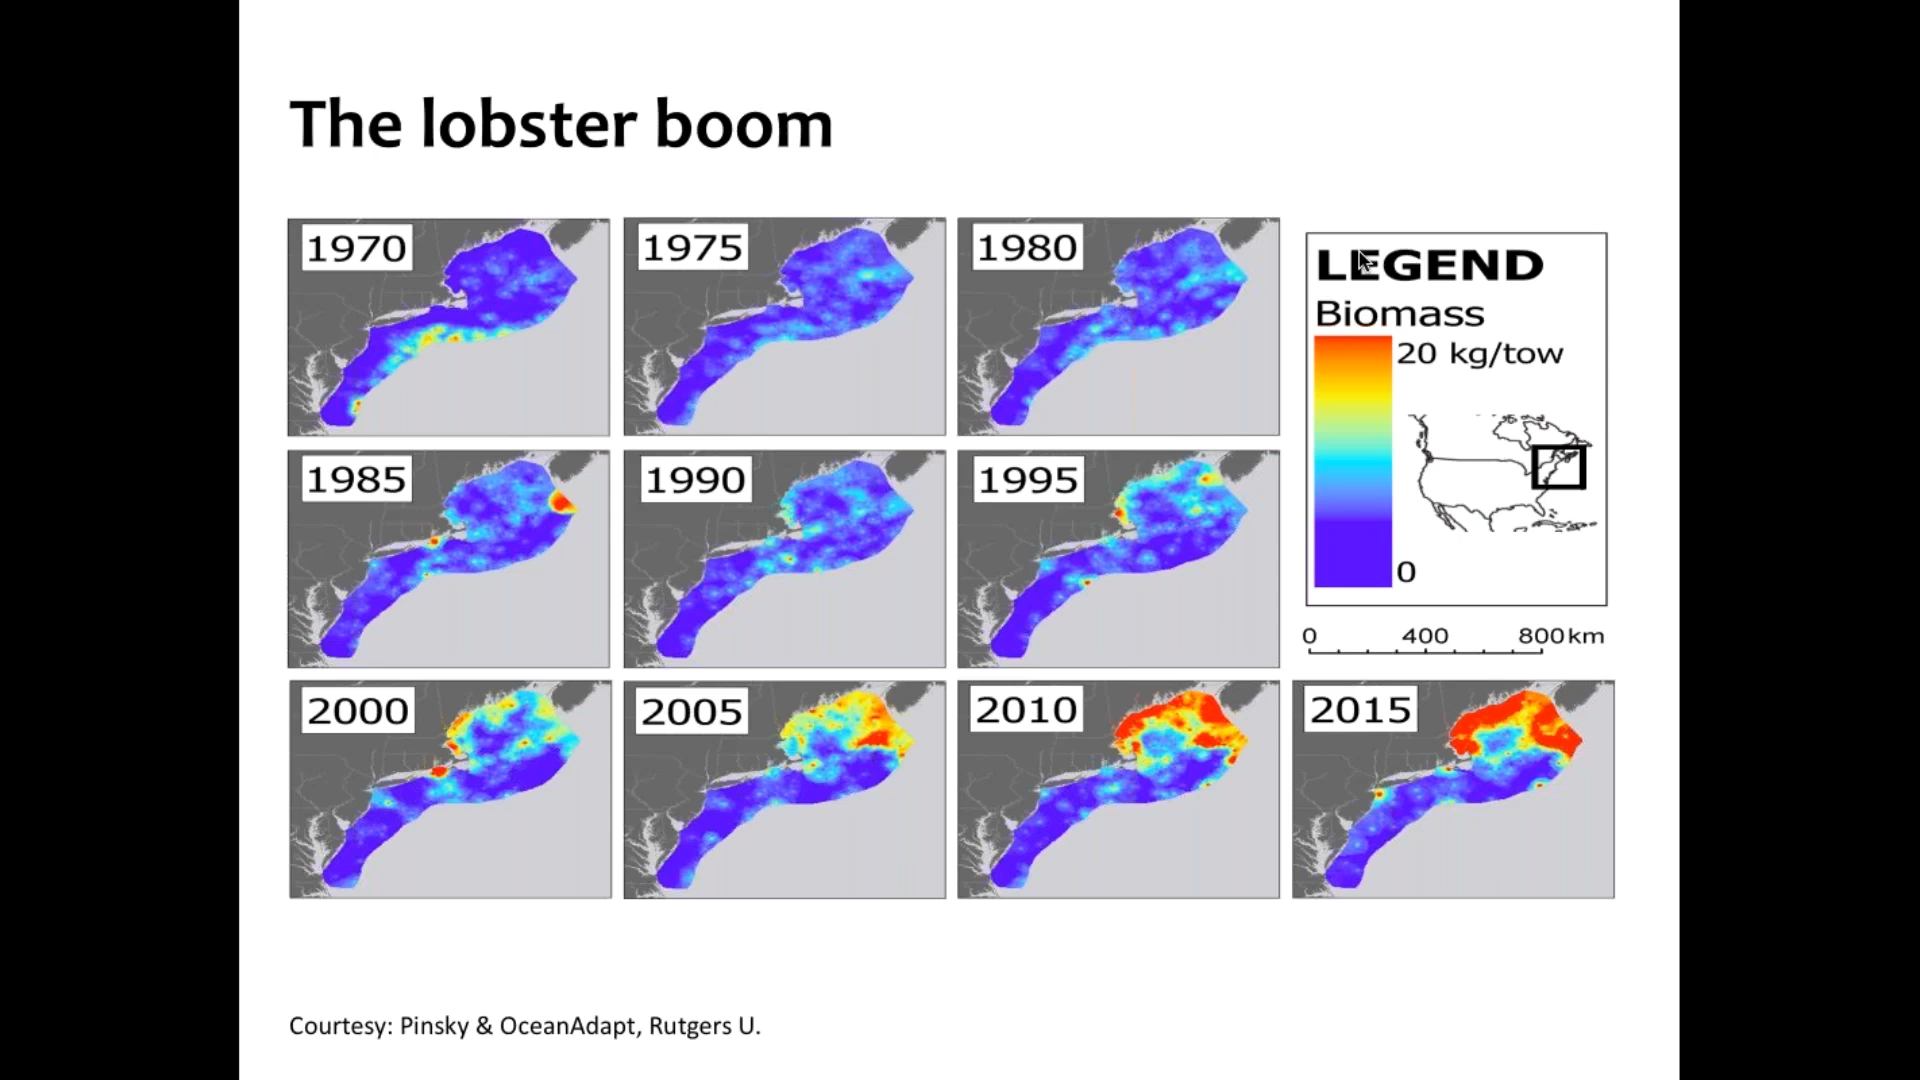 The lobster boom
1970
1975
1980
LEGEND
Biomass
20 kg/tow
0
1985
1990
1995
0 400 800km
2000
2005
2010
2015
Courtesy: Pinsky & OceanAdapt, Rutgers U.